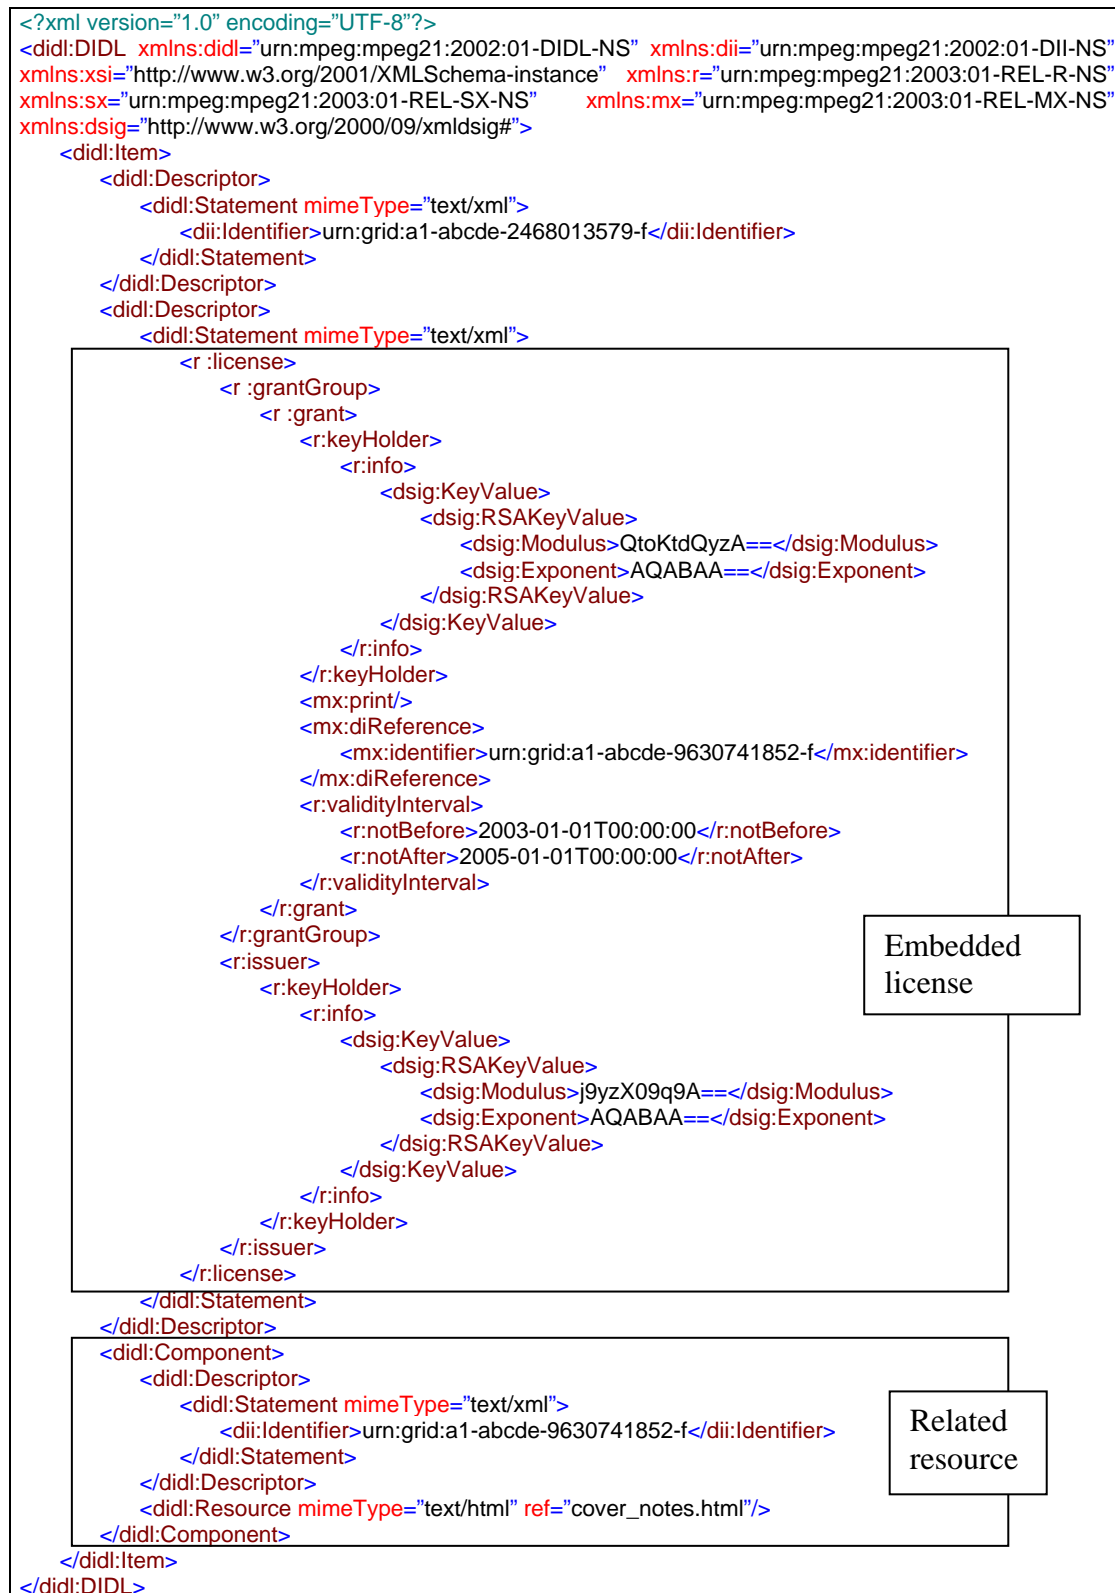 <?xml version=”1.0” encoding=”UTF-8”?>
<didl:DIDL xmlns:didl=”urn:mpeg:mpeg21:2002:01-DIDL-NS” xmlns:dii=”urn:mpeg:mpeg21:2002:01-DII-NS”
xmlns:xsi=”http://www.w3.org/2001/XMLSchema-instance” xmlns:r=”urn:mpeg:mpeg21:2003:01-REL-R-NS”
xmlns:sx=”urn:mpeg:mpeg21:2003:01-REL-SX-NS” xmlns:mx=”urn:mpeg:mpeg21:2003:01-REL-MX-NS”
xmlns:dsig=”http://www.w3.org/2000/09/xmldsig#”>
<didl:Item>
<didl:Descriptor>
<didl:Statement mimeType=”text/xml”>
<dii:Identifier>urn:grid:a1-abcde-2468013579-f</dii:Identifier>
</didl:Statement>
</didl:Descriptor>
<didl:Descriptor>
<didl:Statement mimeType=”text/xml”>
<r :license>
<r :grantGroup>
<r :grant>
<r:keyHolder>
<r:info>
<dsig:KeyValue>
<dsig:RSAKeyValue>
<dsig:Modulus>QtoKtdQyzA==</dsig:Modulus>
<dsig:Exponent>AQABAA==</dsig:Exponent>
</dsig:RSAKeyValue>
</dsig:KeyValue>
</r:info>
</r:keyHolder>
<mx:print/>
<mx:diReference>
<mx:identifier>urn:grid:a1-abcde-9630741852-f</mx:identifier>
</mx:diReference>
<r:validityInterval>
<r:notBefore>2003-01-01T00:00:00</r:notBefore>
<r:notAfter>2005-01-01T00:00:00</r:notAfter>
</r:validityInterval>
</r:grant>
</r:grantGroup>
<r:issuer>
<r:keyHolder>
<r:info>
<dsig:KeyValue>
<dsig:RSAKeyValue>
<dsig:Modulus>j9yzX09q9A==</dsig:Modulus>
<dsig:Exponent>AQABAA==</dsig:Exponent>
</dsig:RSAKeyValue>
</dsig:KeyValue>
</r:info>
</r:keyHolder>
</r:issuer>
</r:license>
Embedded
license
</didl:Statement>
</didl:Descriptor>
<didl:Component>
<didl:Descriptor>
<didl:Statement mimeType=”text/xml”>
<dii:Identifier>urn:grid:a1-abcde-9630741852-f</dii:Identifier>
</didl:Statement>
</didl:Descriptor>
<didl:Resource mimeType=”text/html” ref=”cover_notes.html”/>
</didl:Component>
Related
resource
</didl:Item>
</didl:DIDL>